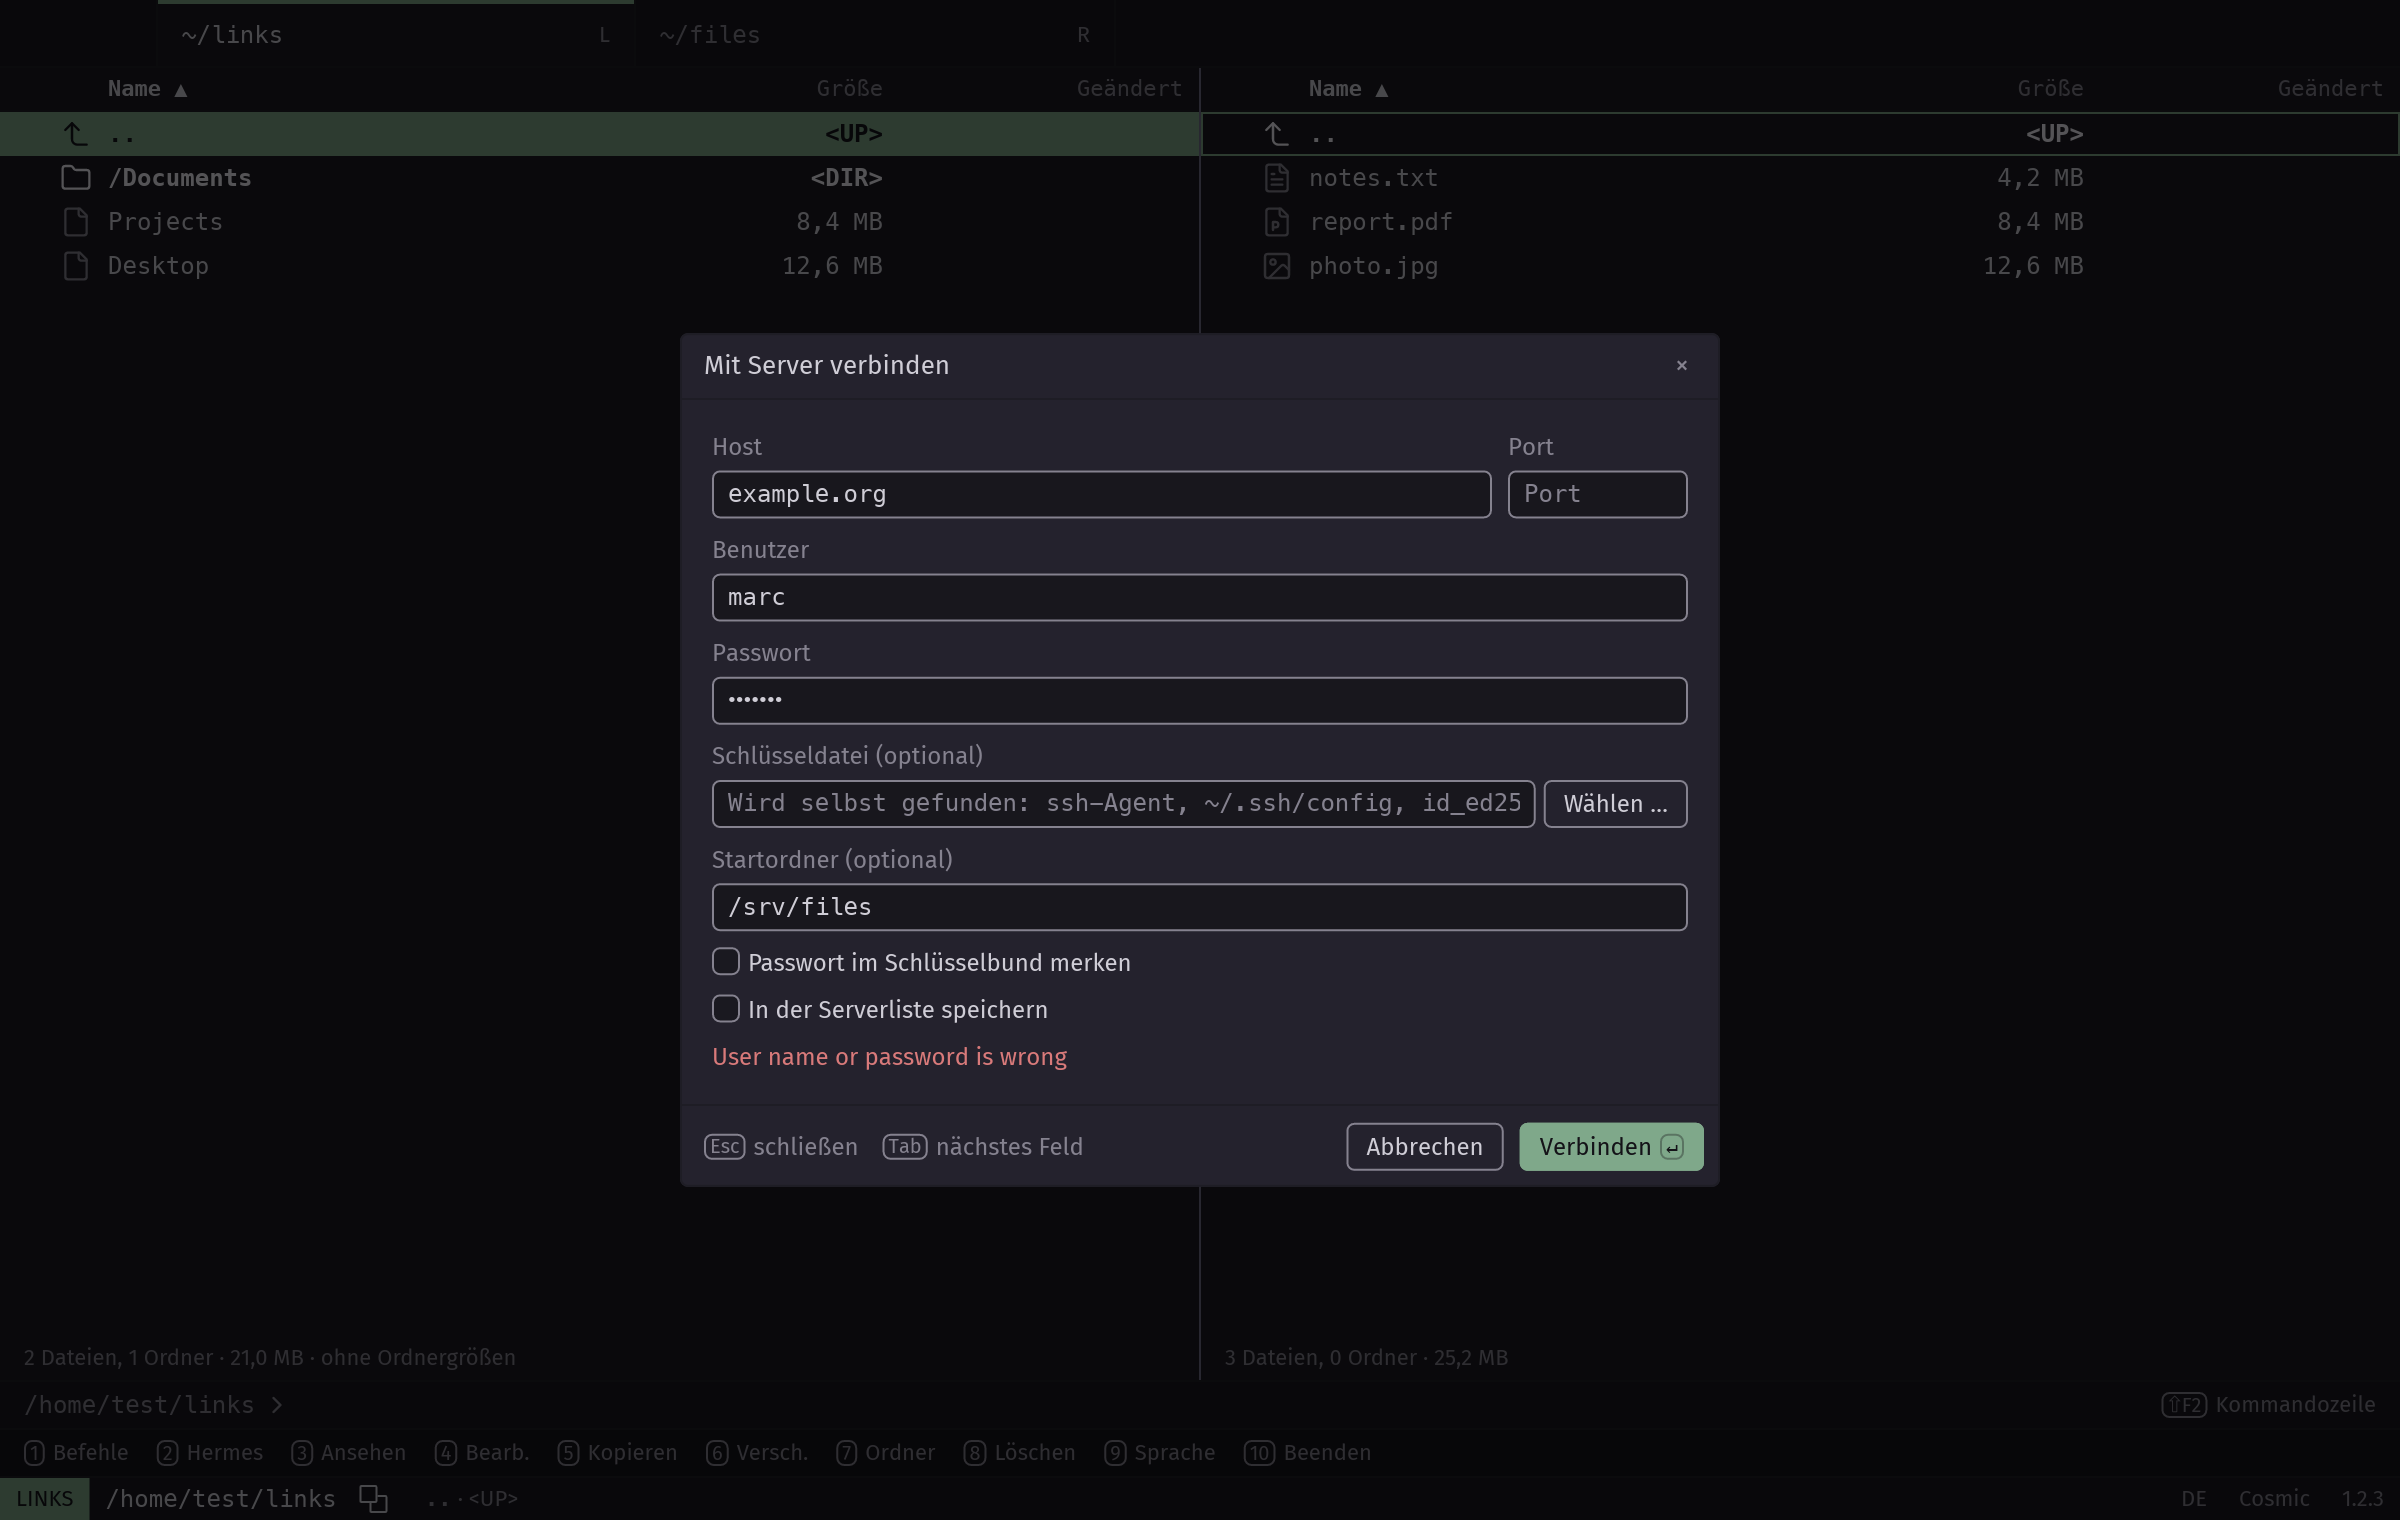 ~/links L ~/files R
Name ▲ Größe Geändert Name ▲ Größe Geändert
.. <UP> .. <UP>
/Documents <DIR> notes.txt 4,2 MB
Projects 8,4 MB report.pdf 8,4 MB
Desktop 12,6 MB photo.jpg 12,6 MB
Mit Server verbinden ×
Host Port
example.org Port
Benutzer
marc
Passwort
•••••••
Schlüsseldatei (optional)
Wird selbst gefunden: ssh-Agent, ~/.ssh/config, id_ed25 Wählen ...
Startordner (optional)
/srv/files
Passwort im Schlüsselbund merken
In der Serverliste speichern
User name or password is wrong
Esc schließen Tab nächstes Feld Abbrechen Verbinden ↵
2 Dateien, 1 Ordner · 21,0 MB · ohne Ordnergrößen 3 Dateien, 0 Ordner · 25,2 MB
/home/test/links > ⇧F2 Kommandozeile
1 Befehle 2 Hermes 3 Ansehen 4 Bearb. 5 Kopieren 6 Versch. 7 Ordner 8 Löschen 9 Sprache 10 Beenden
LINKS /home/test/links .. · <UP> DE Cosmic 1.2.3